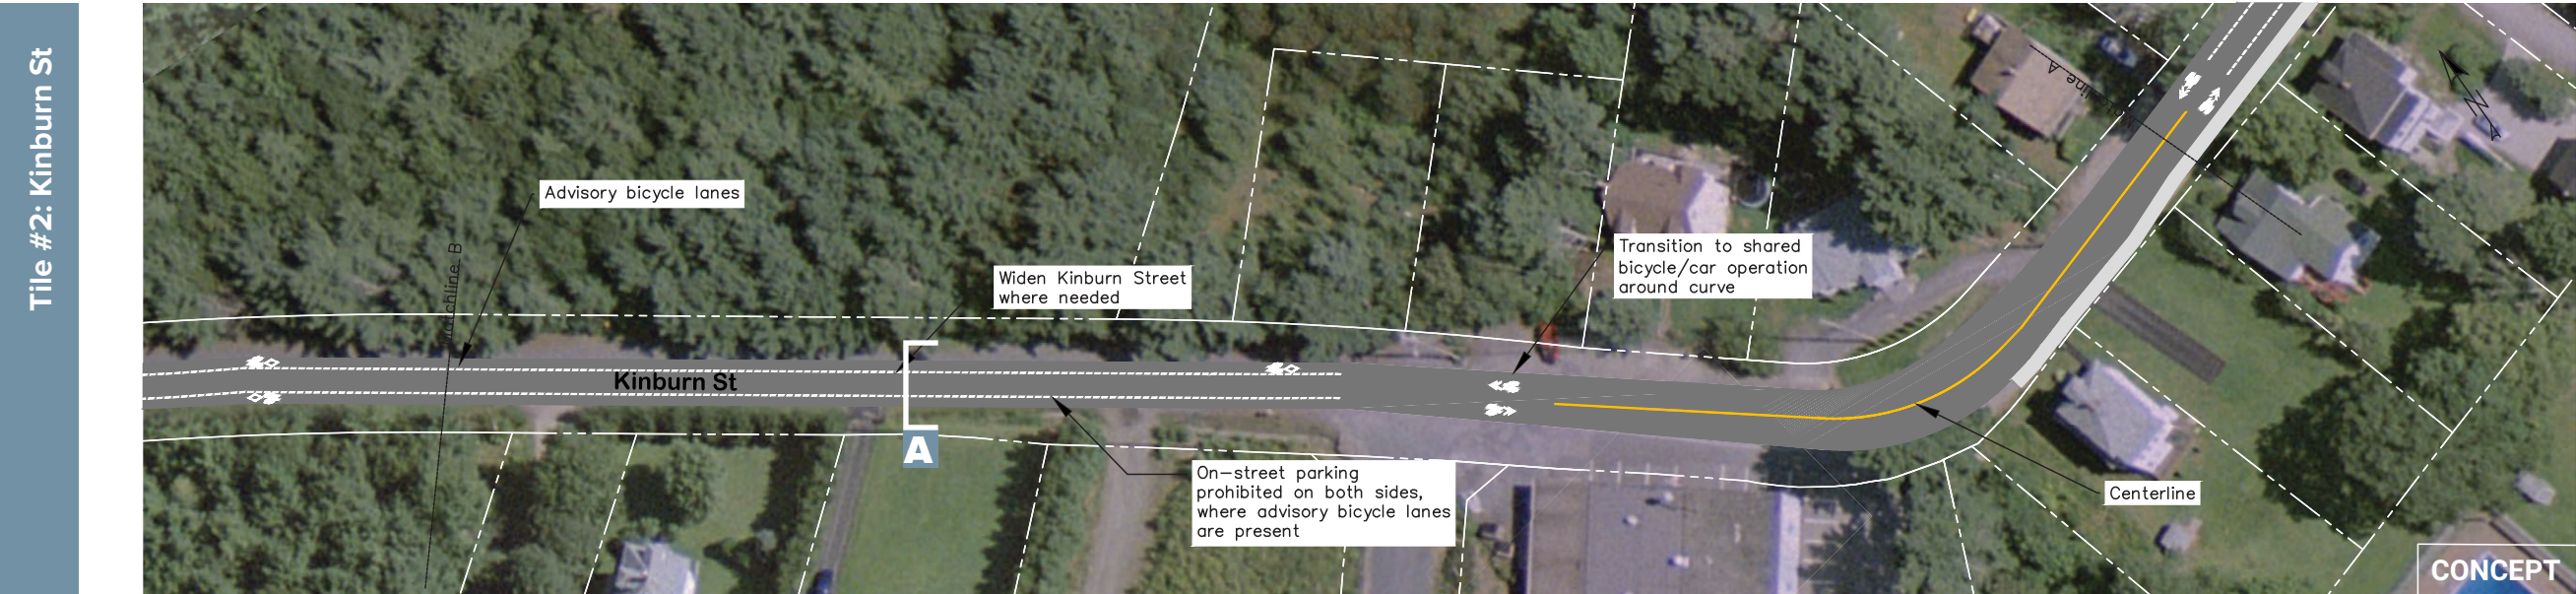 Tile #2: Kinburn St
Advisory bicycle lanes
Matchline B
Widen Kinburn Street
where needed
Kinburn St
A
Transition to shared
bicycle/car operation
around curve
On-street parking
prohibited on both sides,
where advisory bicycle lanes
are present
Centerline
N
CONCEPT